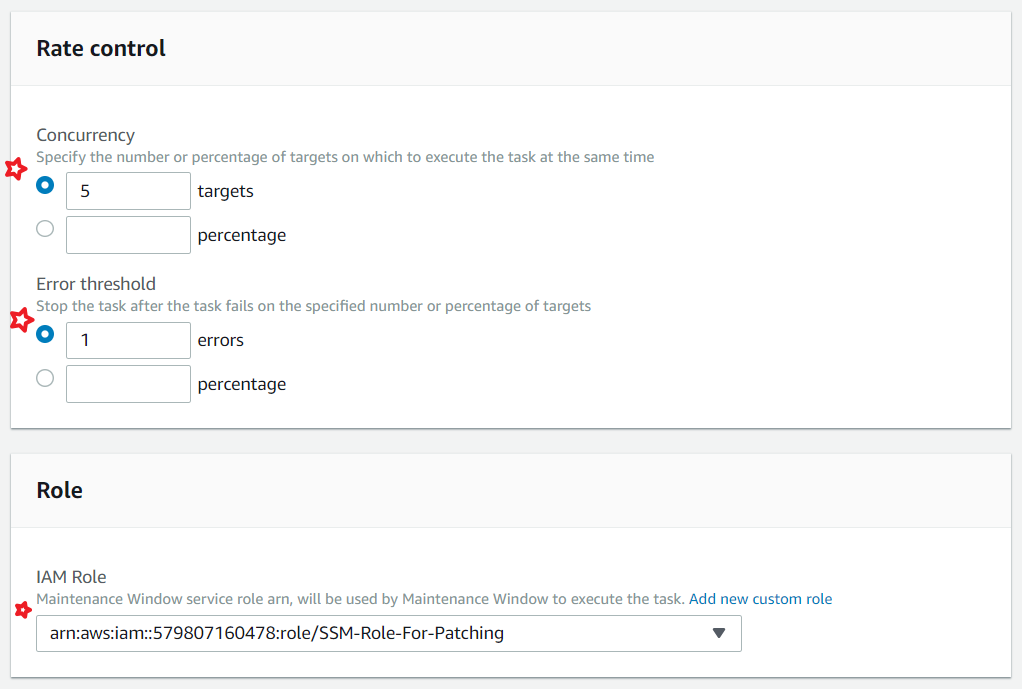 Rate control
Concurrency
Specify the number or percentage of targets on which to execute the task at the same time
5 targets
percentage
Error threshold
Stop the task after the task fails on the specified number or percentage of targets
1 errors
percentage
Role
IAM Role
Maintenance Window service role arn, will be used by Maintenance Window to execute the task. Add new custom role
arn:aws:iam::579807160478:role/SSM-Role-For-Patching